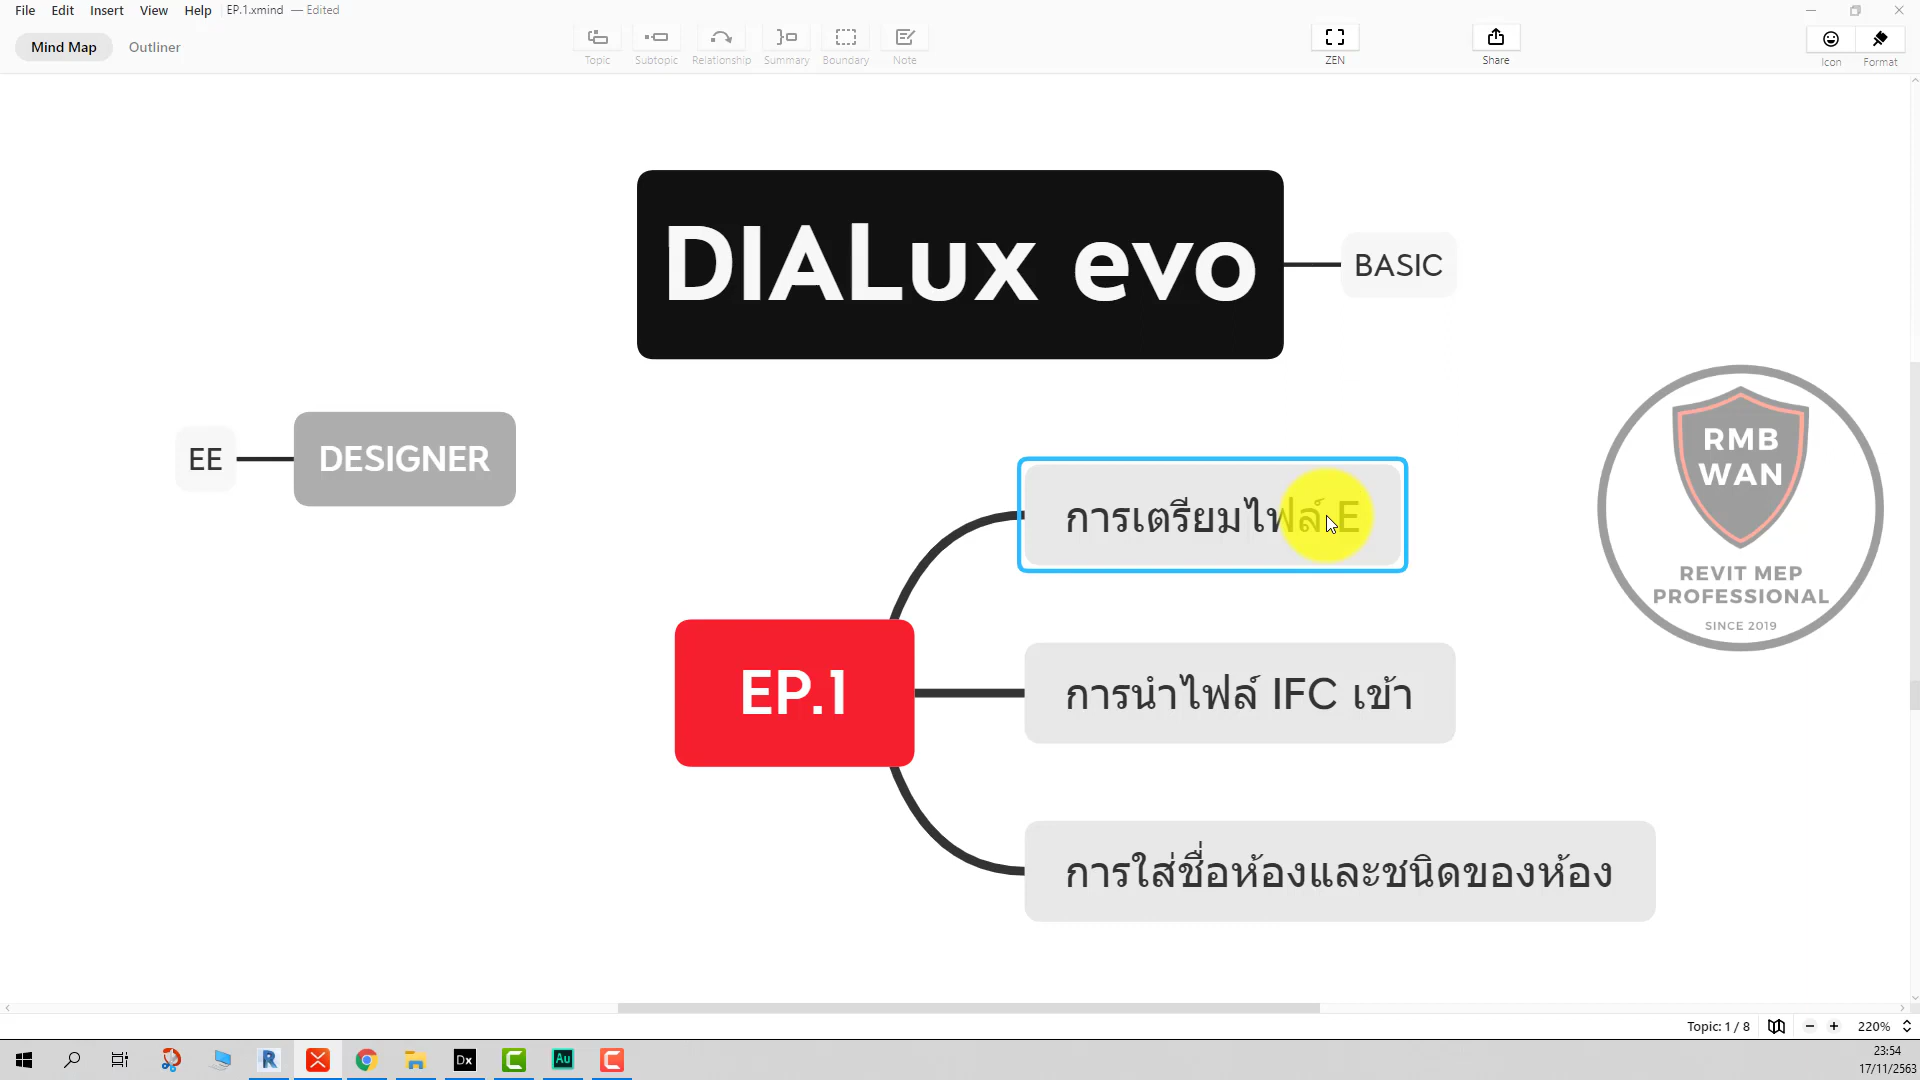 File Edit Insert View Help EP.1.xmind — Edited
Mind Map Outliner
Topic Subtopic Relationship Summary Boundary Note
ZEN
Share
Icon Format
DIALux evo
BASIC
EE
DESIGNER
การเตรียมไฟล์ E
RMB
WAN
REVIT MEP
PROFESSIONAL
SINCE 2019
EP.1
การนำไฟล์ IFC เข้า
การใส่ชื่อห้องและชนิดของห้อง
Topic: 1 / 8
220%
R
Dx
Au
23:54
17/11/2563